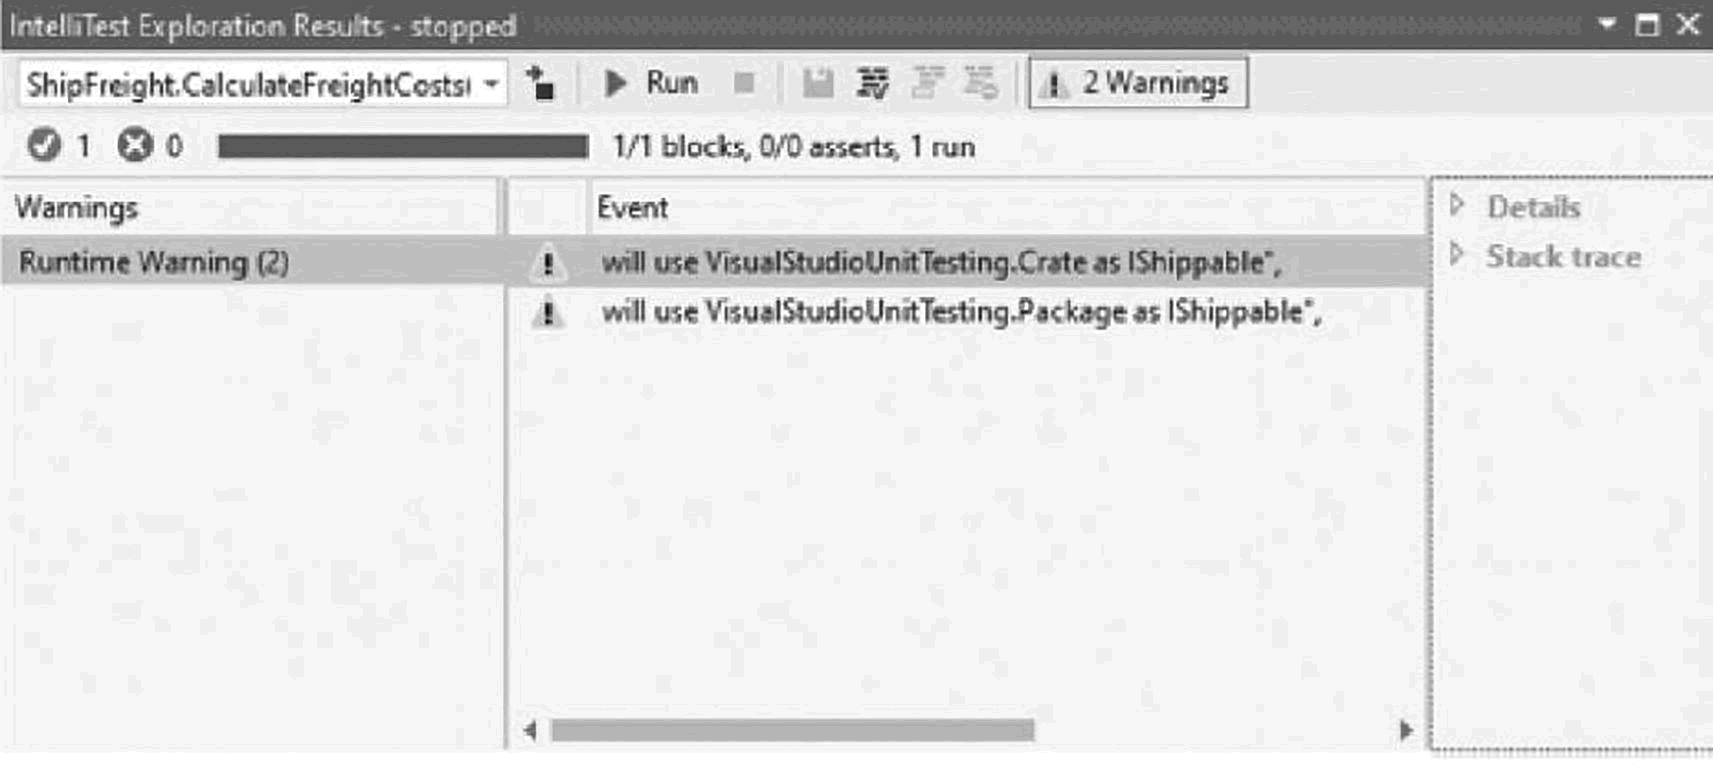 IntelliTest Exploration Results - stopped
ShipFreight.CalculateFreightCosts( Run 2 Warnings
1 0 1/1 blocks, 0/0 asserts, 1 run
Warnings Event Details
Runtime Warning (2) will use VisualStudioUnitTesting.Crate as IShippable", Stack trace
will use VisualStudioUnitTesting.Package as IShippable",